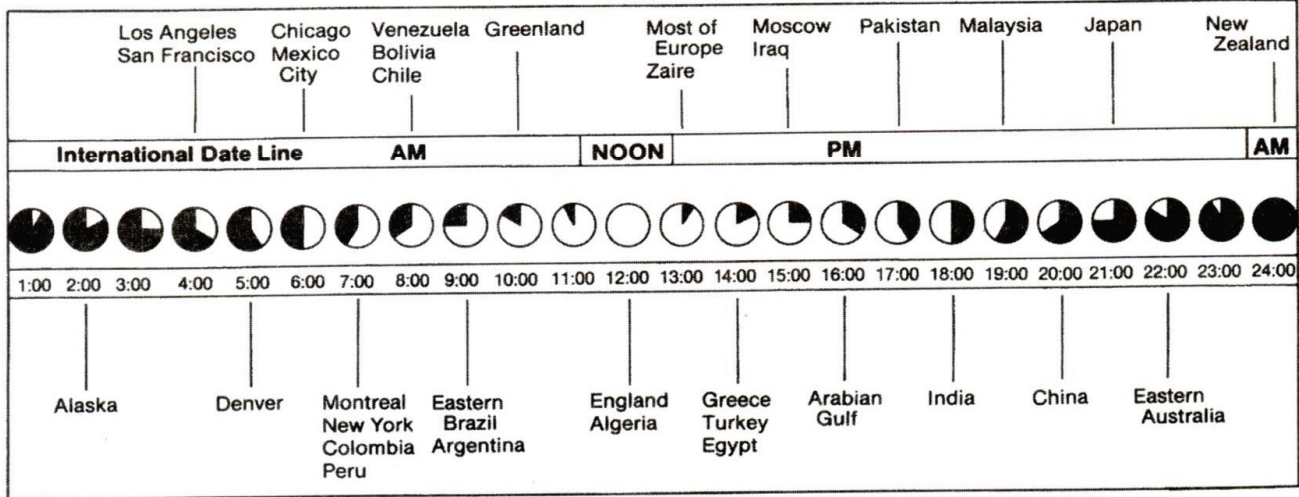 Los Angeles
San Francisco
Chicago
Mexico
City
Venezuela
Bolivia
Chile
Greenland
Most of
Europe
Zaire
Moscow
Iraq
Pakistan
Malaysia
Japan
New
Zealand
International Date Line AM NOON PM AM
1:00 2:00 3:00 4:00 5:00 6:00 7:00 8:00 9:00 10:00 11:00 12:00 13:00 14:00 15:00 16:00 17:00 18:00 19:00 20:00 21:00 22:00 23:00 24:00
Alaska
Denver
Montreal
New York
Colombia
Peru
Eastern
Brazil
Argentina
England
Algeria
Greece
Turkey
Egypt
Arabian
Gulf
India
China
Eastern
Australia